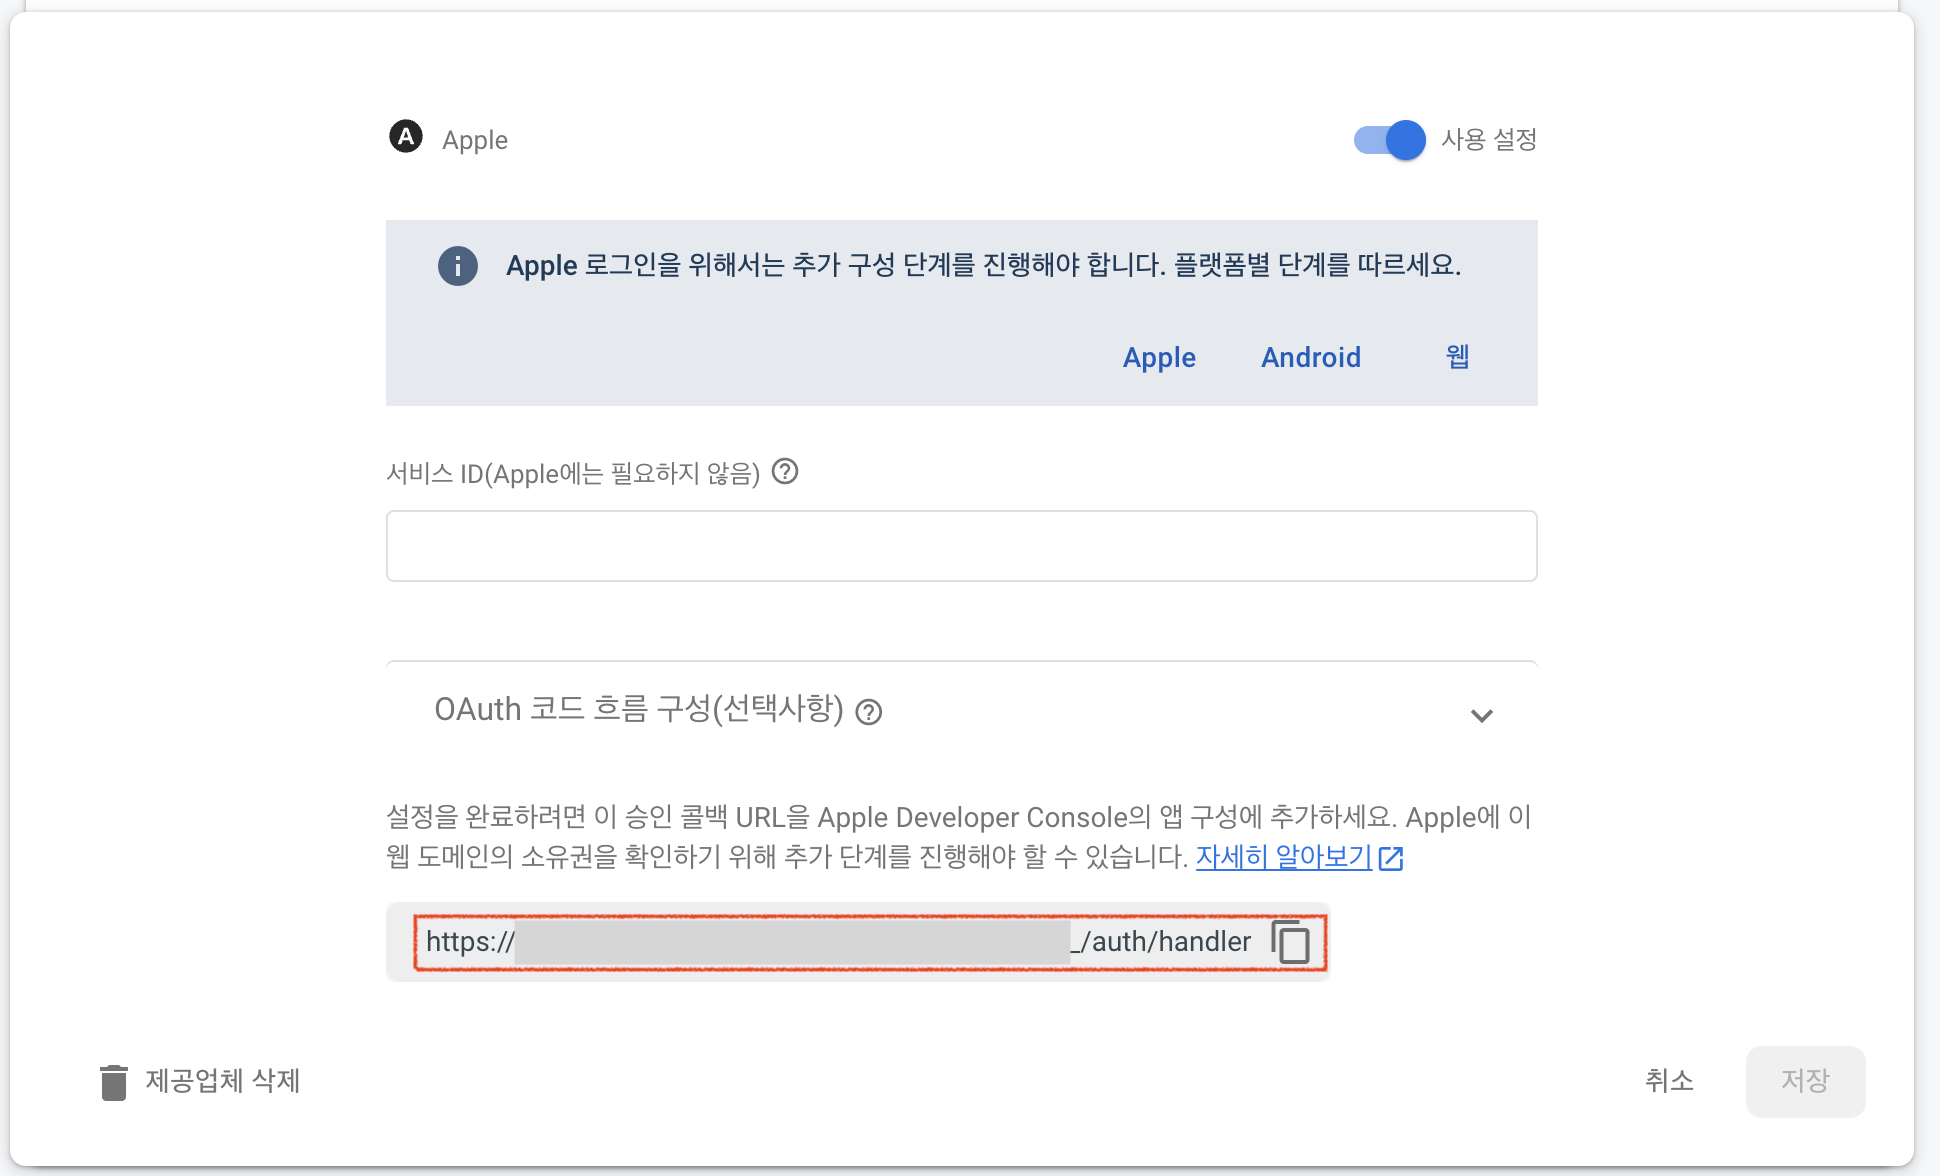 Apple
사용 설정
Apple 로그인을 위해서는 추가 구성 단계를 진행해야 합니다. 플랫폼별 단계를 따르세요.
Apple Android 웹
서비스 ID(Apple에는 필요하지 않음)
OAuth 코드 흐름 구성(선택사항)
설정을 완료하려면 이 승인 콜백 URL을 Apple Developer Console의 앱 구성에 추가하세요. Apple에 이
웹 도메인의 소유권을 확인하기 위해 추가 단계를 진행해야 할 수 있습니다. 자세히 알아보기
https:// _/auth/handler
제공업체 삭제
취소
저장